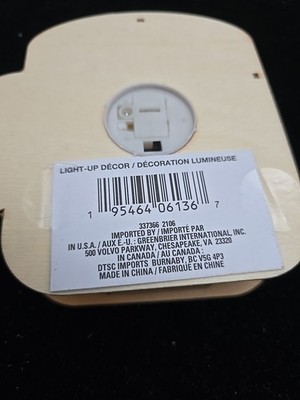 LIGHT-UP DÉCOR / DÉCORATION LUMINEUSE
1 95464 06136 7
337366 2106
IMPORTED BY / IMPORTÉ PAR
IN U.S.A. / AUX É.-U. : GREENBRIER INTERNATIONAL, INC.
500 VOLVO PARKWAY, CHESAPEAKE, VA 23320
IN CANADA / AU CANADA :
DTSC IMPORTS BURNABY, BC V5G 4P3
MADE IN CHINA / FABRIQUÉ EN CHINE